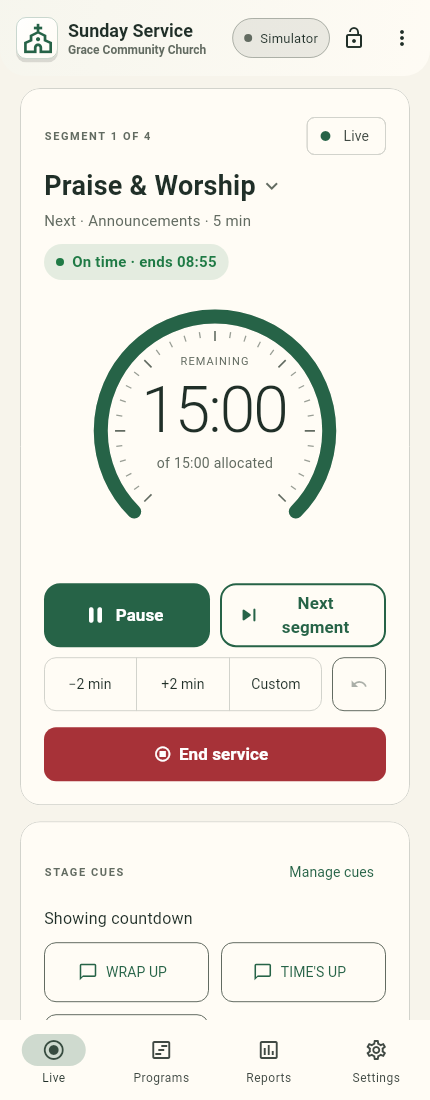 Sunday Service
Grace Community Church
Simulator
SEGMENT 1 OF 4
Live
Praise & Worship
Next · Announcements · 5 min
On time · ends 08:55
REMAINING
15:00
of 15:00 allocated
Pause
Next
segment
−2 min
+2 min
Custom
End service
STAGE CUES
Manage cues
Showing countdown
WRAP UP
TIME'S UP
Live
Programs
Reports
Settings